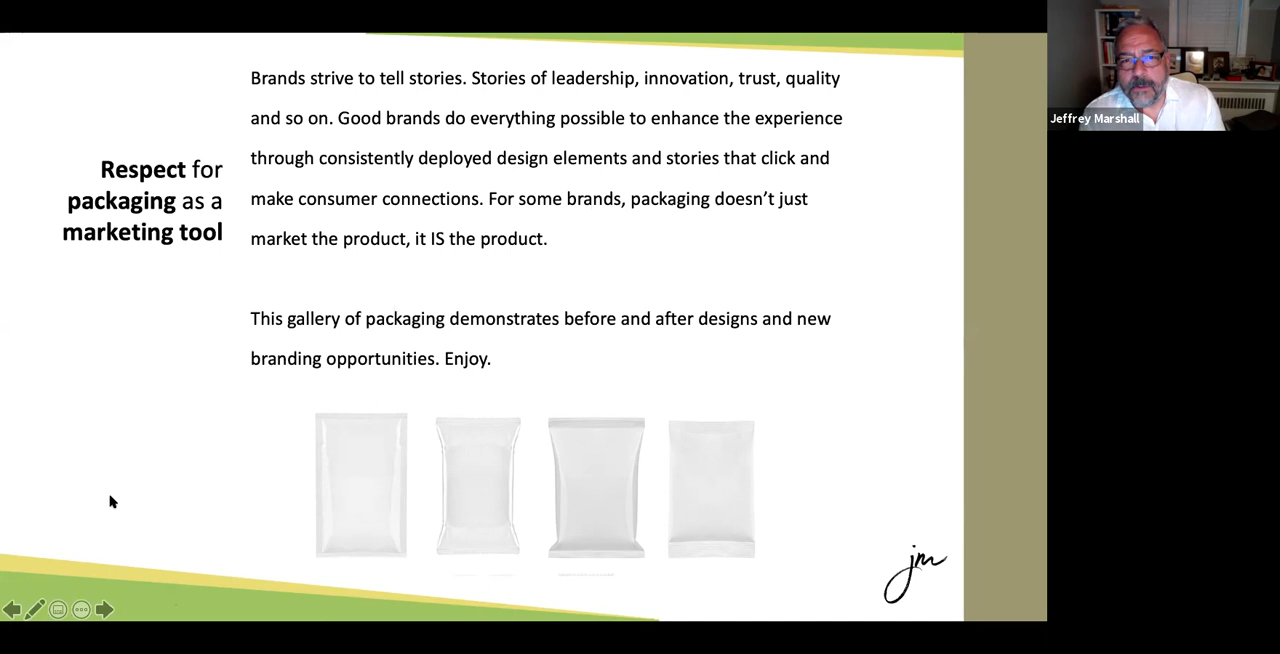 Respect for
packaging as a
marketing tool
Brands strive to tell stories. Stories of leadership, innovation, trust, quality
and so on. Good brands do everything possible to enhance the experience
through consistently deployed design elements and stories that click and
make consumer connections. For some brands, packaging doesn’t just
market the product, it IS the product.
This gallery of packaging demonstrates before and after designs and new
branding opportunities. Enjoy.
jm
Jeffrey Marshall